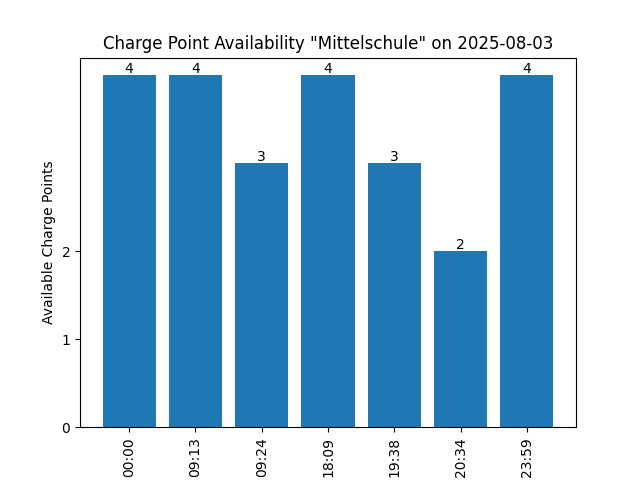 Charge Point Availability "Mittelschule" on 2025-08-03
4 4 3 4 3 2 4
Available Charge Points
2
1
0
00:00 09:13 09:24 18:09 19:38 20:34 23:59